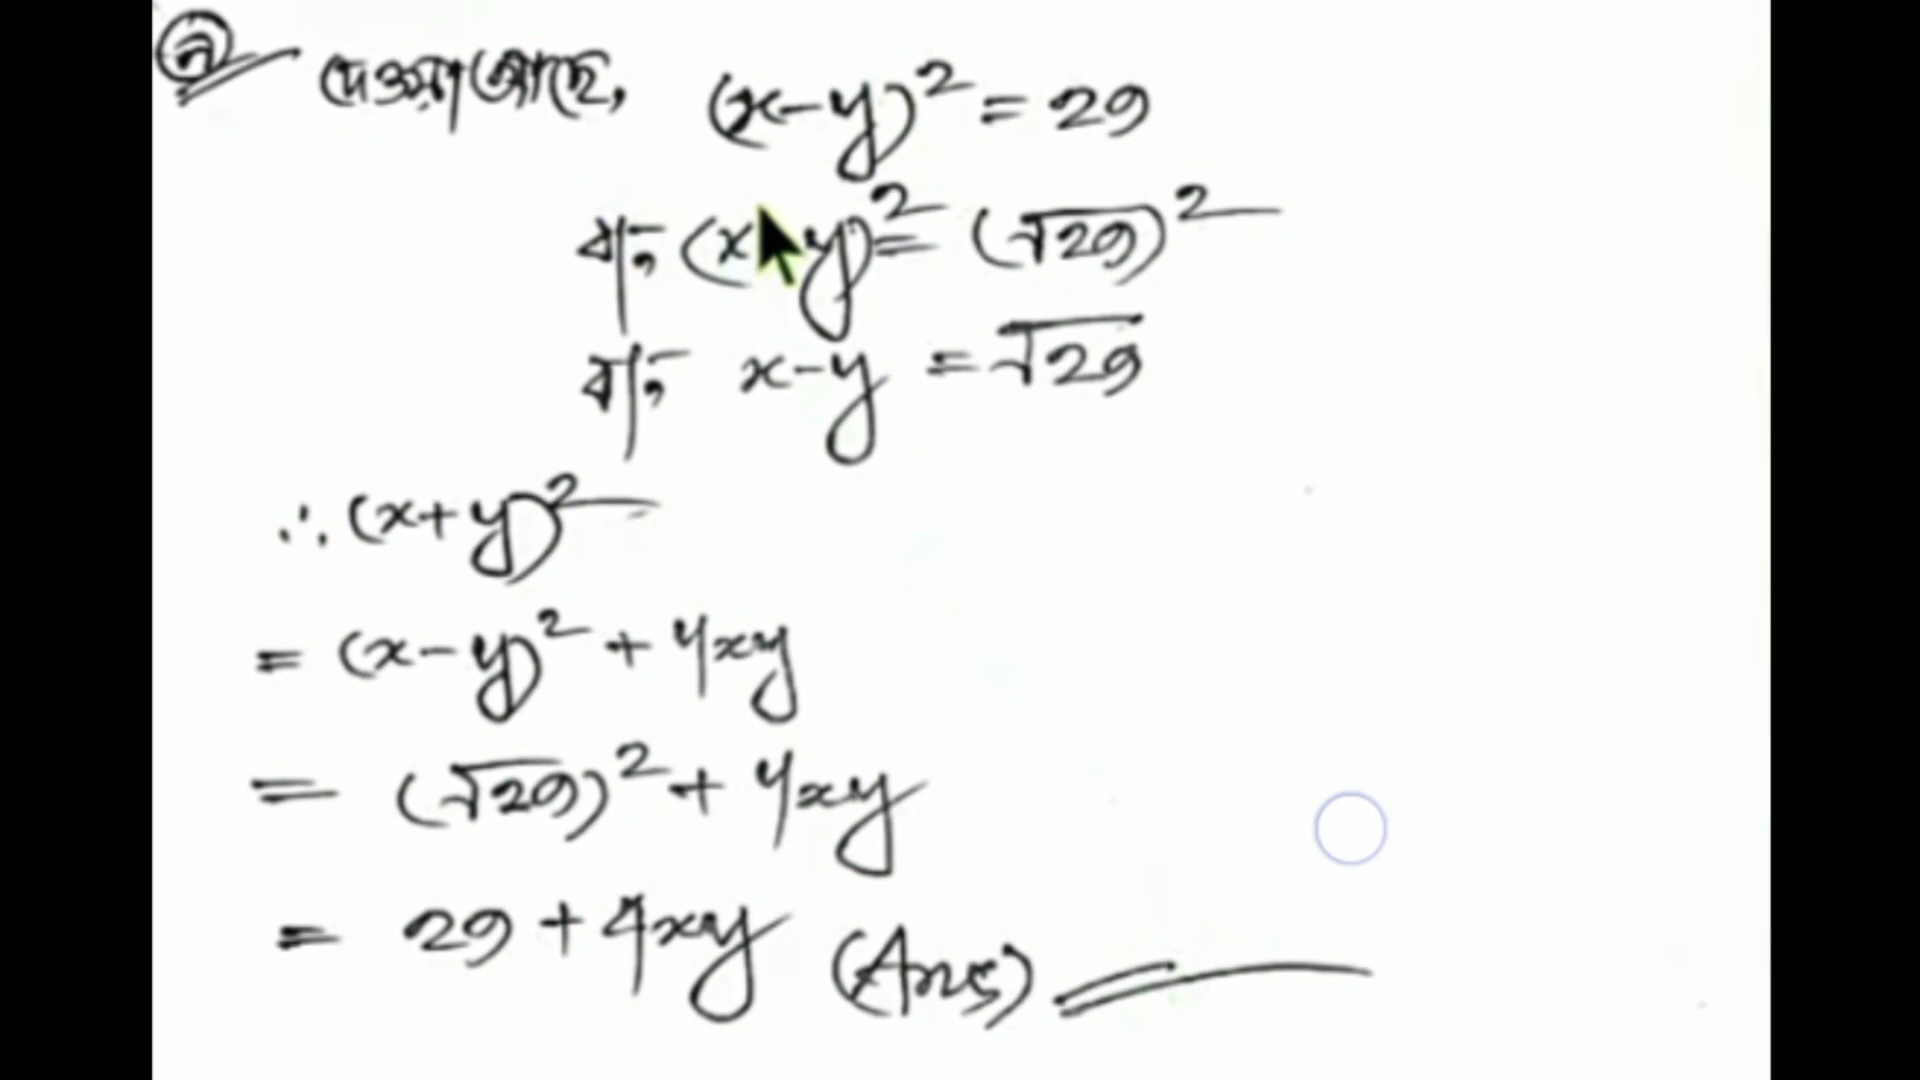 দেওয়া আছে, (x-y)² = 29
বা, (x y)² = (√29)²
বা, x-y = √29
∴ (x+y)²
= (x-y)² + 4xy
= (√29)² + 4xy
= 29 + 4xy (Ans)